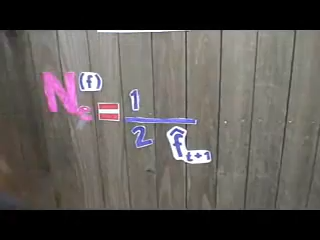 N_e^(f) = 1
2 f̂_t+1